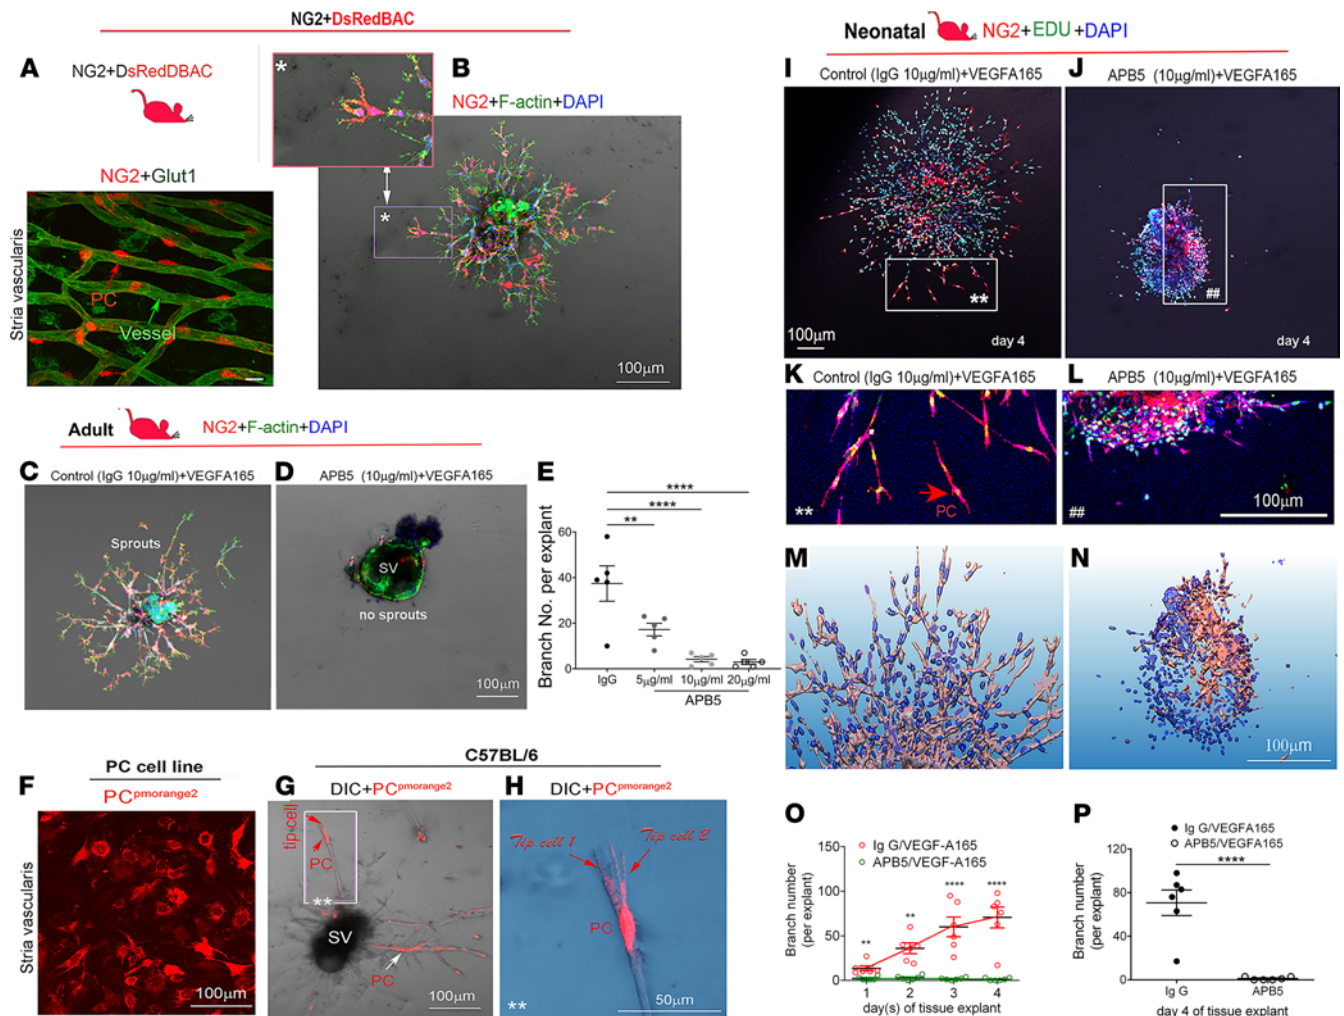 NG2+DsRedBAC
A
NG2+DsRedDBAC
*
B
NG2+F-actin+DAPI
*
100µm
NG2+Glut1
Stria vascularis
PC
Vessel
Adult
NG2+F-actin+DAPI
C
Control (IgG 10µg/ml)+VEGFA165
Sprouts
D
APB5 (10µg/ml)+VEGFA165
SV
no sprouts
100µm
E
****
****
**
Branch No. per explant
60
40
20
0
IgG
5µg/ml
10µg/ml
20µg/ml
APB5
PC cell line
F
PCpmorange2
Stria vascularis
100µm
C57BL/6
G
DIC+PCpmorange2
tip-cell
PC
**
SV
PC
100µm
H
DIC+PCpmorange2
Tip cell 1
Tip cell 2
PC
**
50µm
Neonatal
NG2+EDU+DAPI
I
Control (IgG 10µg/ml)+VEGFA165
**
100µm
day 4
J
APB5 (10µg/ml)+VEGFA165
##
day 4
K
Control (IgG 10µg/ml)+VEGFA165
PC
**
L
APB5 (10µg/ml)+VEGFA165
100µm
##
M
N
100µm
O
Ig G/VEGF-A165
APB5/VEGF-A165
Branch number
(per explant)
150
100
50
0
**
**
****
****
1
2
3
4
day(s) of tissue explant
P
Ig G/VEGFA165
APB5/VEGFA165
****
Branch number
(per explant)
120
80
40
0
Ig G
APB5
day 4 of tissue explant